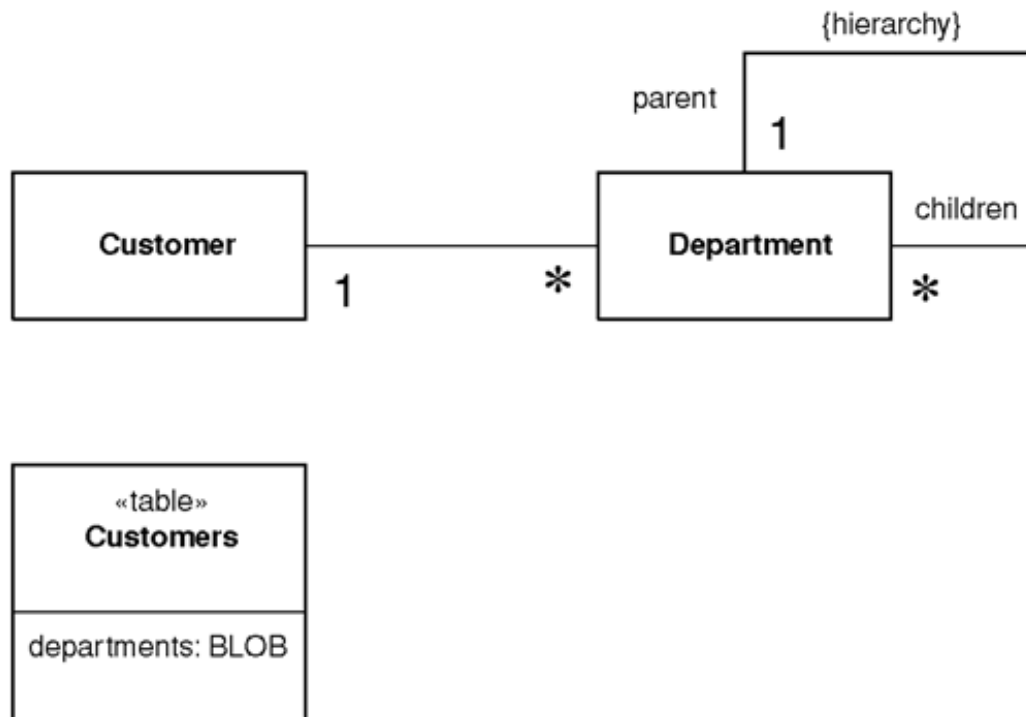 {hierarchy}
parent
1
Customer
Department
children
1
*
*
«table»
Customers
departments: BLOB